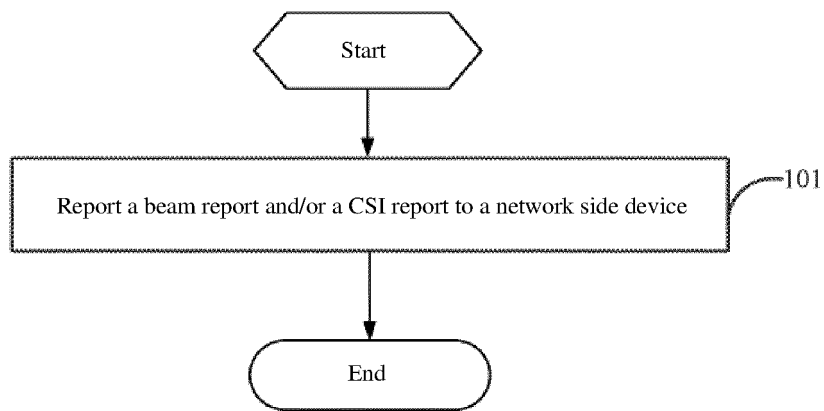 Start
Report a beam report and/or a CSI report to a network side device
101
End